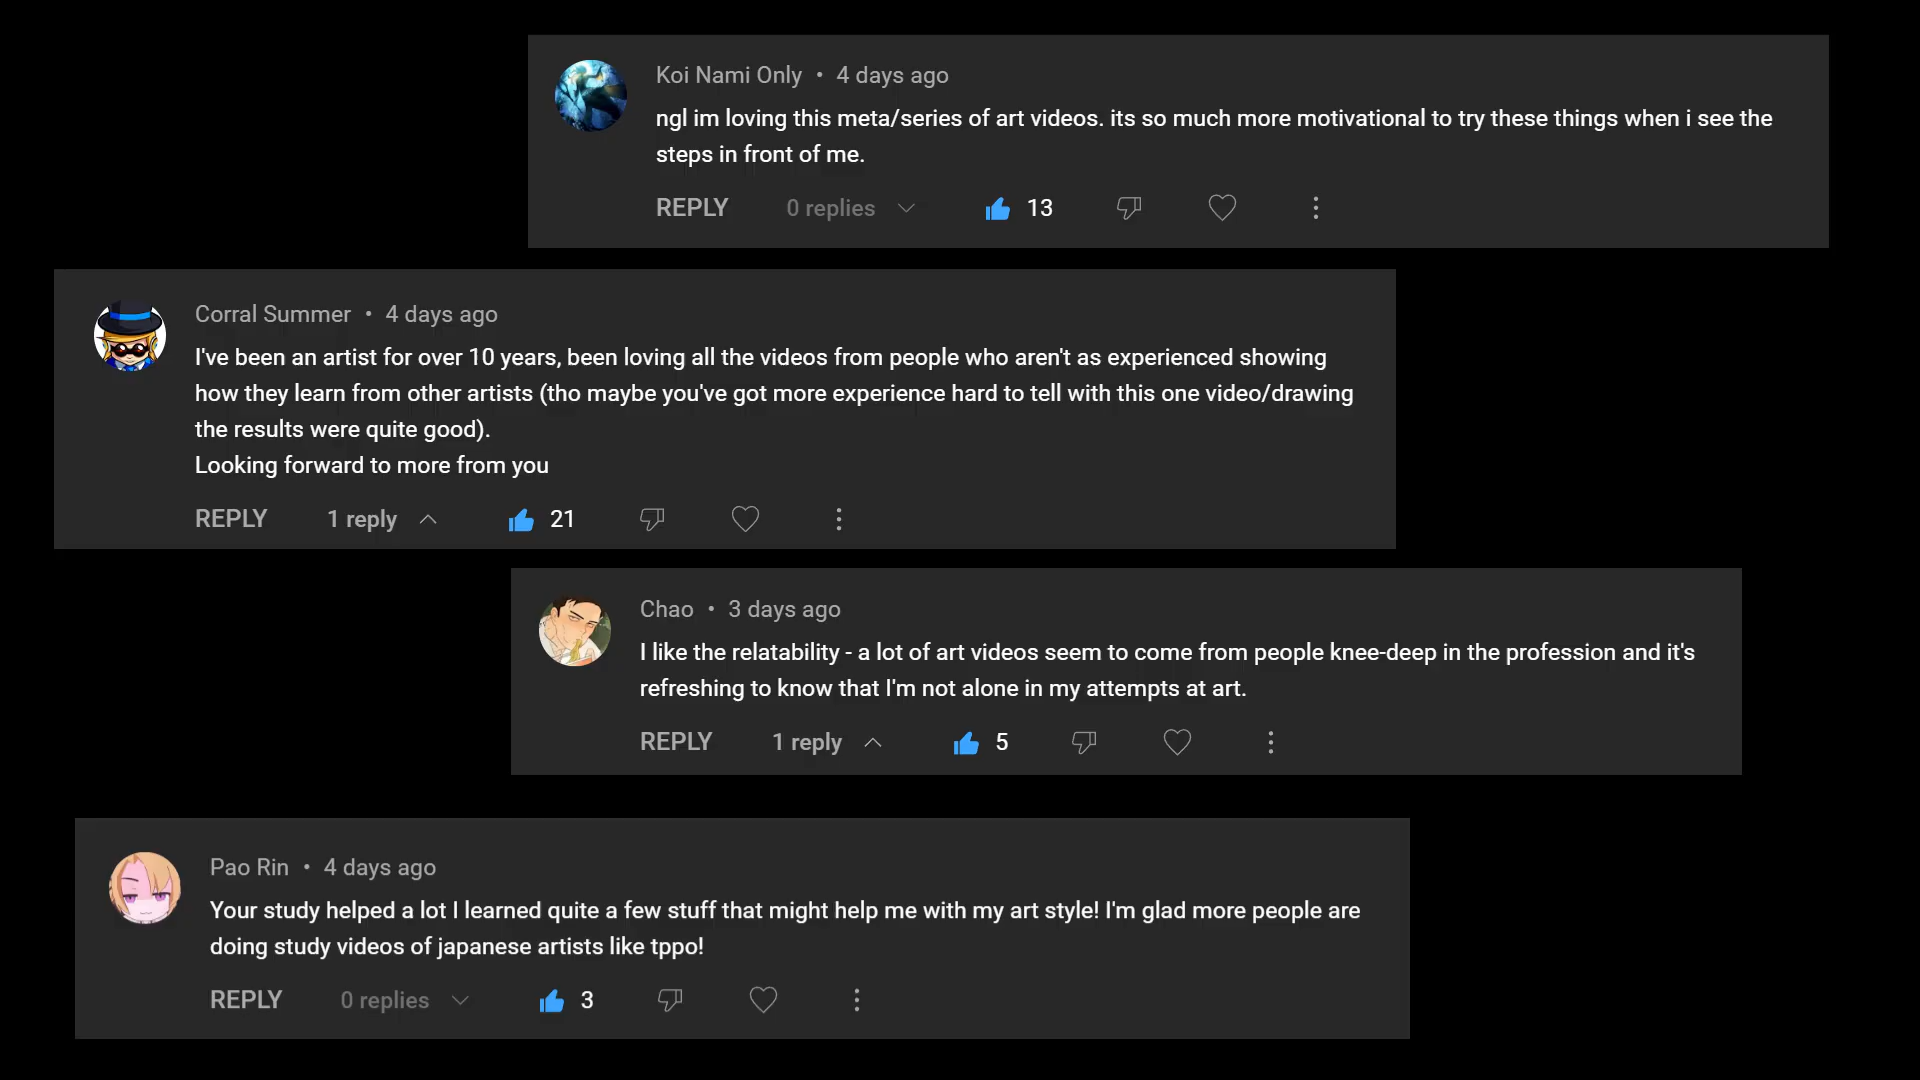 Koi Nami Only • 4 days ago
ngl im loving this meta/series of art videos. its so much more motivational to try these things when i see the
steps in front of me.
REPLY 0 replies 13
Corral Summer • 4 days ago
I've been an artist for over 10 years, been loving all the videos from people who aren't as experienced showing
how they learn from other artists (tho maybe you've got more experience hard to tell with this one video/drawing
the results were quite good).
Looking forward to more from you
REPLY 1 reply 21
Chao • 3 days ago
I like the relatability - a lot of art videos seem to come from people knee-deep in the profession and it's
refreshing to know that I'm not alone in my attempts at art.
REPLY 1 reply 5
Pao Rin • 4 days ago
Your study helped a lot I learned quite a few stuff that might help me with my art style! I'm glad more people are
doing study videos of japanese artists like tppo!
REPLY 0 replies 3